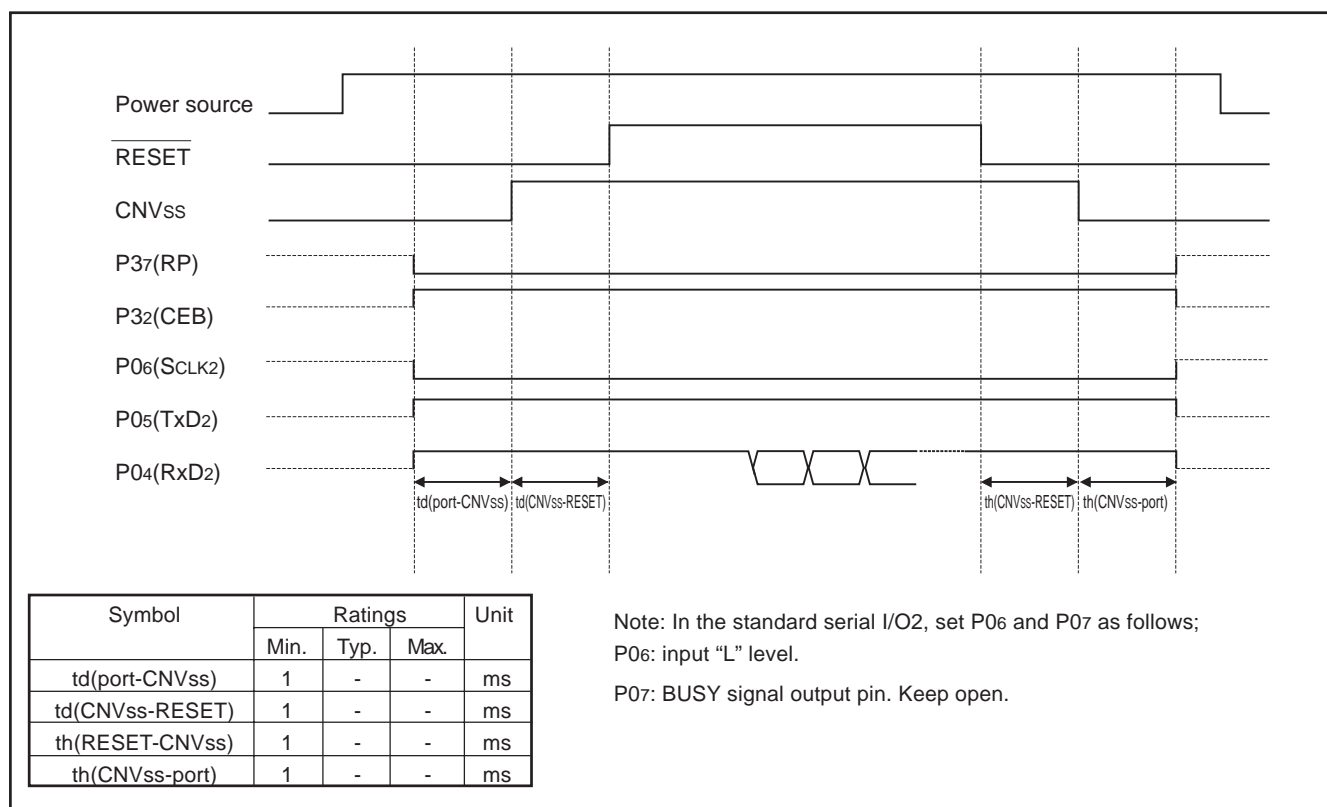 Power source
RESET
CNVss
P37(RP)
P32(CEB)
P06(SCLK2)
P05(TxD2)
P04(RxD2)
td(port-CNVss) td(CNVss-RESET) th(CNVss-RESET) th(CNVss-port)
Symbol Ratings Unit
Min. Typ. Max.
td(port-CNVss) 1 - - ms
td(CNVss-RESET) 1 - - ms
th(RESET-CNVss) 1 - - ms
th(CNVss-port) 1 - - ms
Note: In the standard serial I/O2, set P06 and P07 as follows;
P06: input “L” level.
P07: BUSY signal output pin. Keep open.